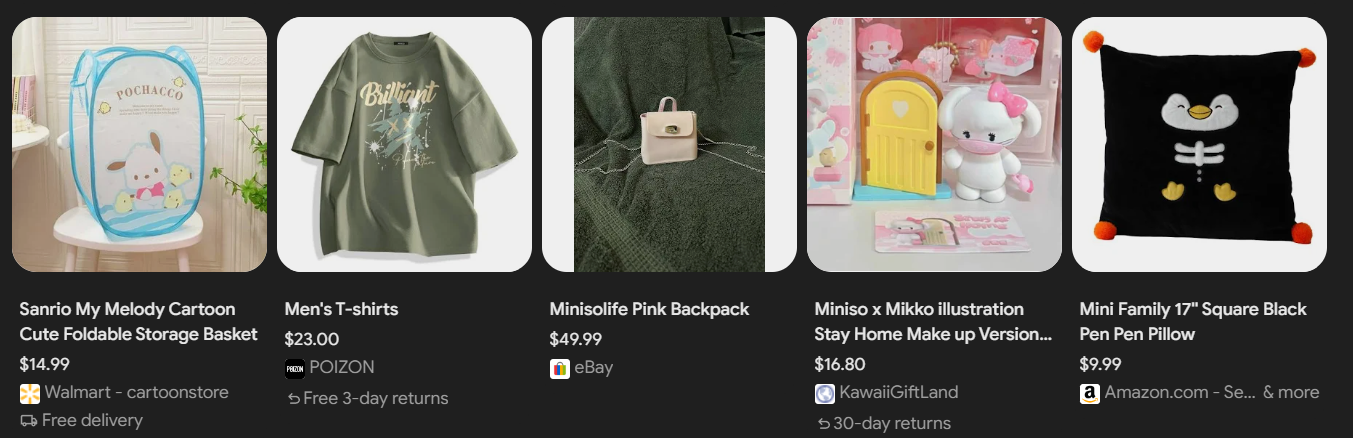 POCHACCO
Brilliant
Sanrio My Melody Cartoon
Cute Foldable Storage Basket
$14.99
Walmart - cartoonstore
Free delivery
Men's T-shirts
$23.00
POIZON
POIZON
Free 3-day returns
Minisolife Pink Backpack
$49.99
eBay
Miniso x Mikko illustration
Stay Home Make up Version...
$16.80
KawaiiGiftLand
30-day returns
Mini Family 17" Square Black
Pen Pen Pillow
$9.99
a
Amazon.com - Se... & more